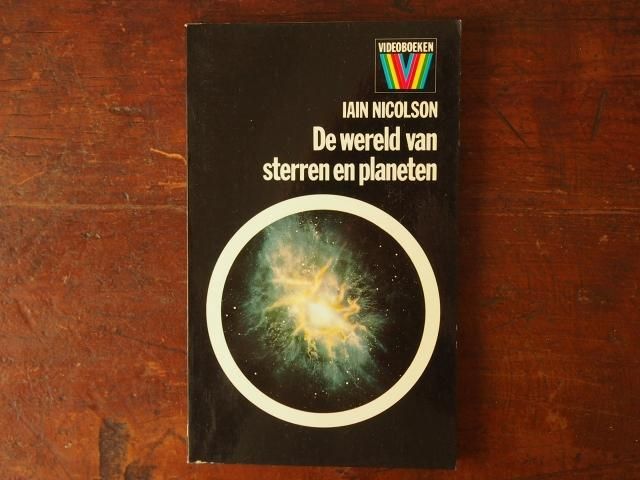 VIDEOBOEKEN
IAIN NICOLSON
De wereld van
sterren en planeten